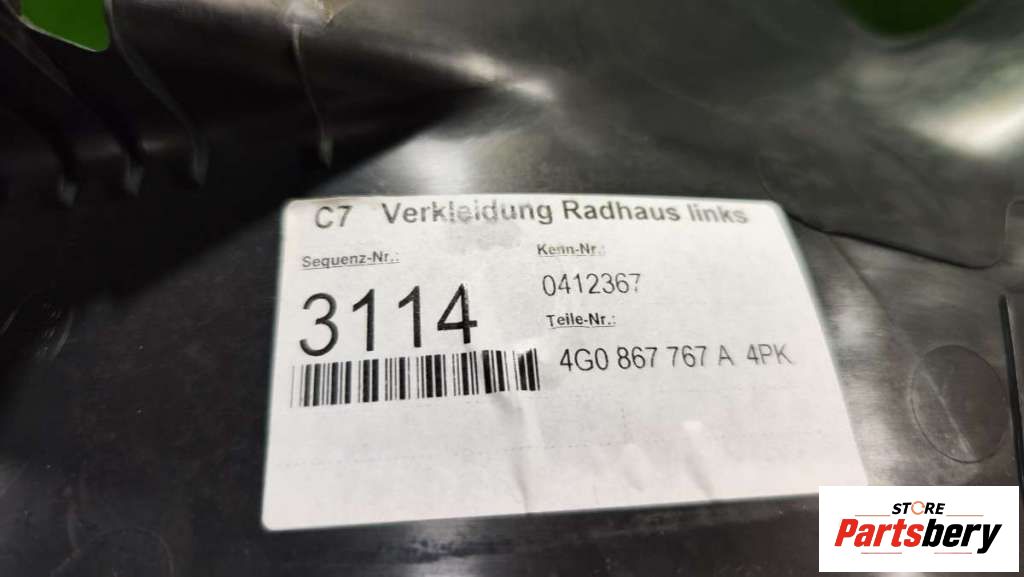 C7 Verkleidung Radhaus links
Sequenz-Nr.:
3114
Kenn-Nr.:
0412367
Teile-Nr.:
4G0 867 767 A 4PK
STORE
Partsbery